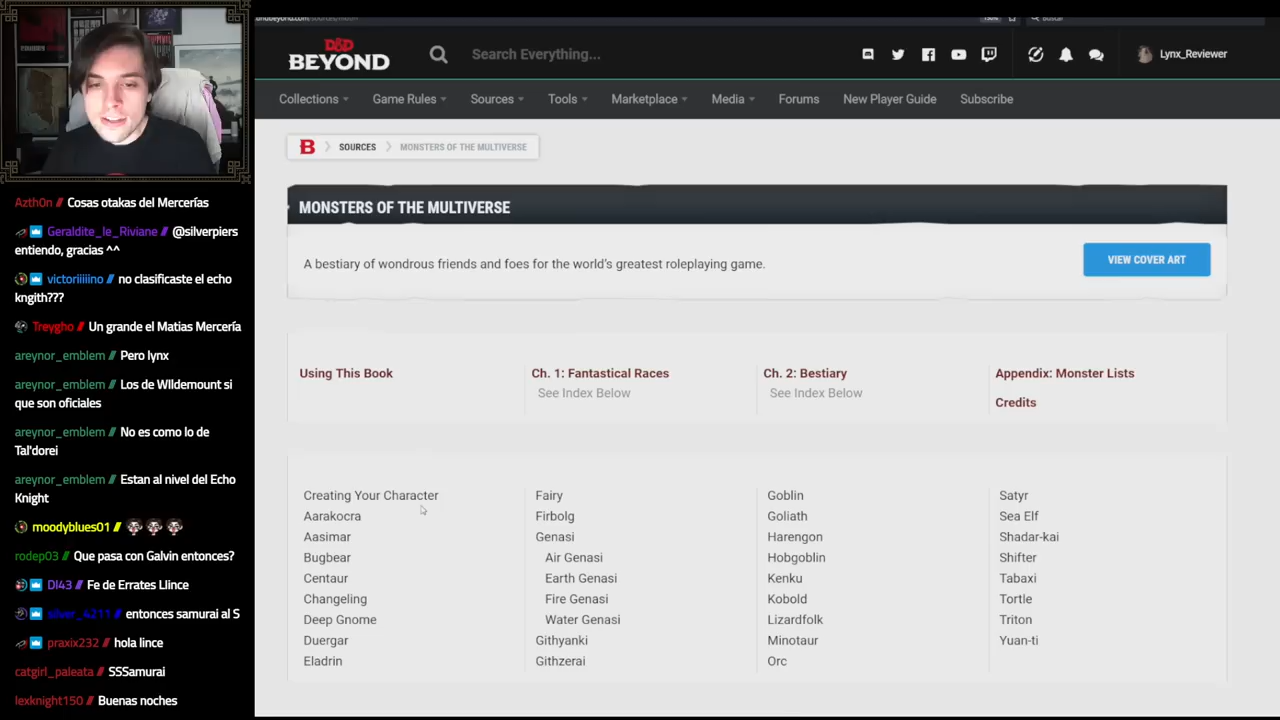 Azth0n // Cosas otakas del Mercerías
Geraldite_le_Riviane // @silverpiers
entiendo, gracias ^^
victoriiiiino // no clasificaste el echo
kngith???
Treygho // Un grande el Matias Mercería
areynor_emblem // Pero lynx
areynor_emblem // Los de WIldemount si
que son oficiales
areynor_emblem // No es como lo de
Tal'dorei
areynor_emblem // Estan al nivel del Echo
Knight
moodyblues01 //
rodep03 // Que pasa con Galvin entonces?
Dl43 // Fe de Errates Llince
silver_4211 // entonces samurai al S
praxix232 // hola lince
catgirl_paleata // SSSamurai
lexknight150 // Buenas noches
D&D
BEYOND
Search Everything...
Lynx_Reviewer
Collections
Game Rules
Sources
Tools
Marketplace
Media
Forums
New Player Guide
Subscribe
B
SOURCES
MONSTERS OF THE MULTIVERSE
MONSTERS OF THE MULTIVERSE
A bestiary of wondrous friends and foes for the world's greatest roleplaying game.
VIEW COVER ART
Using This Book
Ch. 1: Fantastical Races
See Index Below
Ch. 2: Bestiary
See Index Below
Appendix: Monster Lists
Credits
Creating Your Character
Aarakocra
Aasimar
Bugbear
Centaur
Changeling
Deep Gnome
Duergar
Eladrin
Fairy
Firbolg
Genasi
Air Genasi
Earth Genasi
Fire Genasi
Water Genasi
Githyanki
Githzerai
Goblin
Goliath
Harengon
Hobgoblin
Kenku
Kobold
Lizardfolk
Minotaur
Orc
Satyr
Sea Elf
Shadar-kai
Shifter
Tabaxi
Tortle
Triton
Yuan-ti